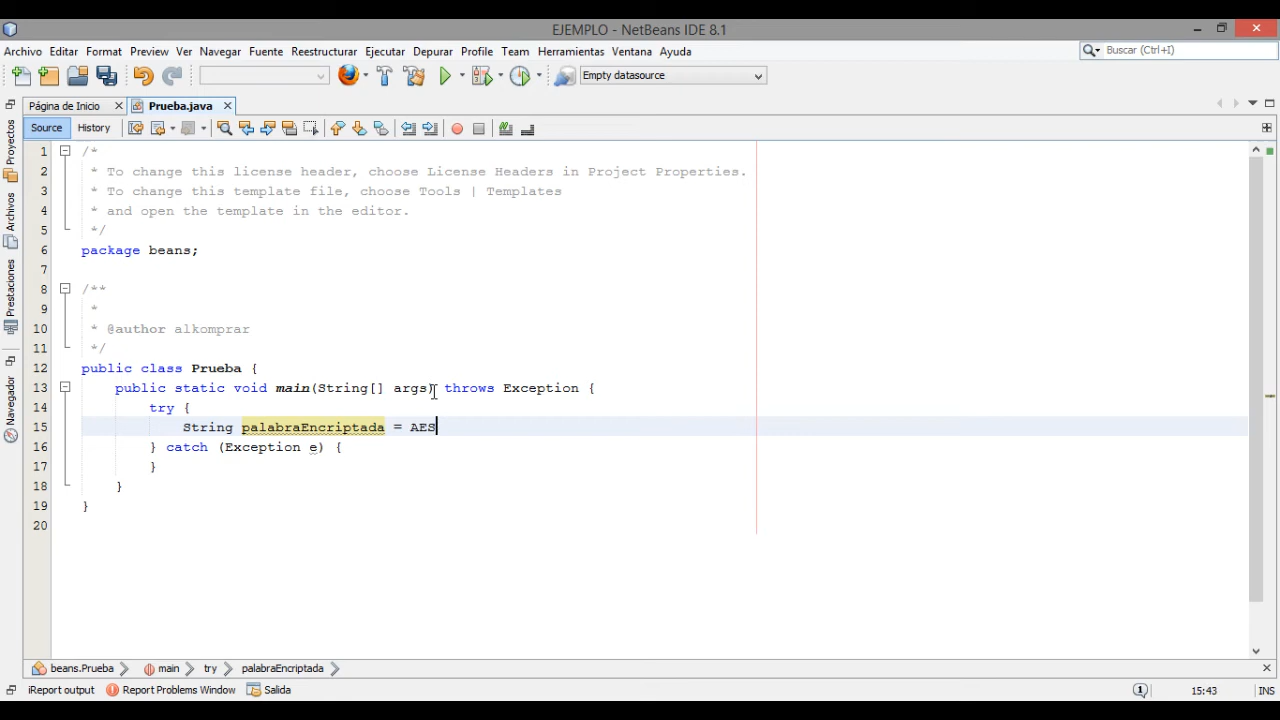 EJEMPLO - NetBeans IDE 8.1
Archivo Editar Format Preview Ver Navegar Fuente Reestructurar Ejecutar Depurar Profile Team Herramientas Ventana Ayuda
Buscar (Ctrl+I)
Empty datasource
Página de Inicio Prueba.java
Source History
Proyectos
Archivos
Prestaciones
Navegador
1 /*
2 * To change this license header, choose License Headers in Project Properties.
3 * To change this template file, choose Tools | Templates
4 * and open the template in the editor.
5 */
6 package beans;
7
8 /**
9 *
10 * @author alkomprar
11 */
12 public class Prueba {
13 public static void main(String[] args) throws Exception {
14 try {
15 String palabraEncriptada = AES
16 } catch (Exception e) {
17 }
18 }
19 }
20
beans.Prueba main try palabraEncriptada
iReport output Report Problems Window Salida
1 15:43 INS